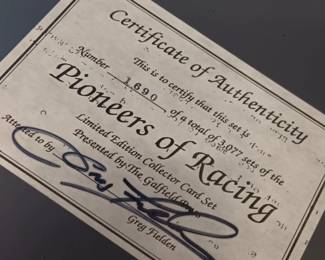 Certificate of Authenticity
This is to certify that this set is
Number 1690 of a total of 3,077 sets of the
Pioneers of Racing
Limited Edition Collector Card Set
Presented by The Galfield Press
Attested to by
Greg Fielden